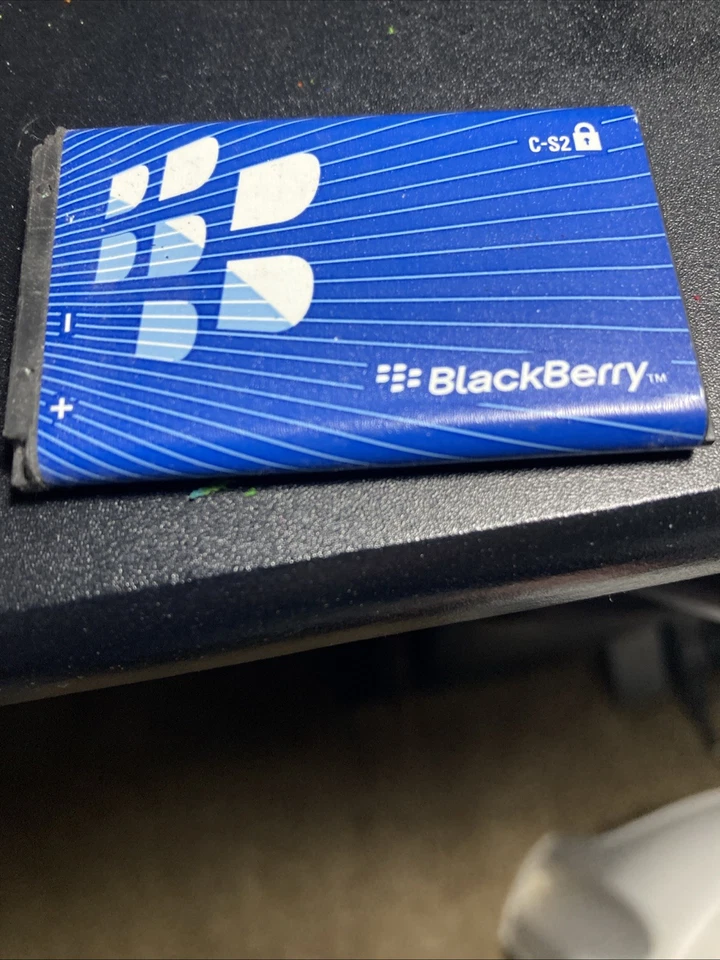 C-S2
-
BlackBerry™
+